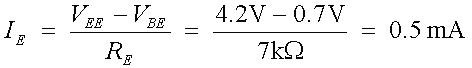 I_E = (V_EE − V_BE) / R_E = (4.2V − 0.7V) / 7kΩ = 0.5 mA